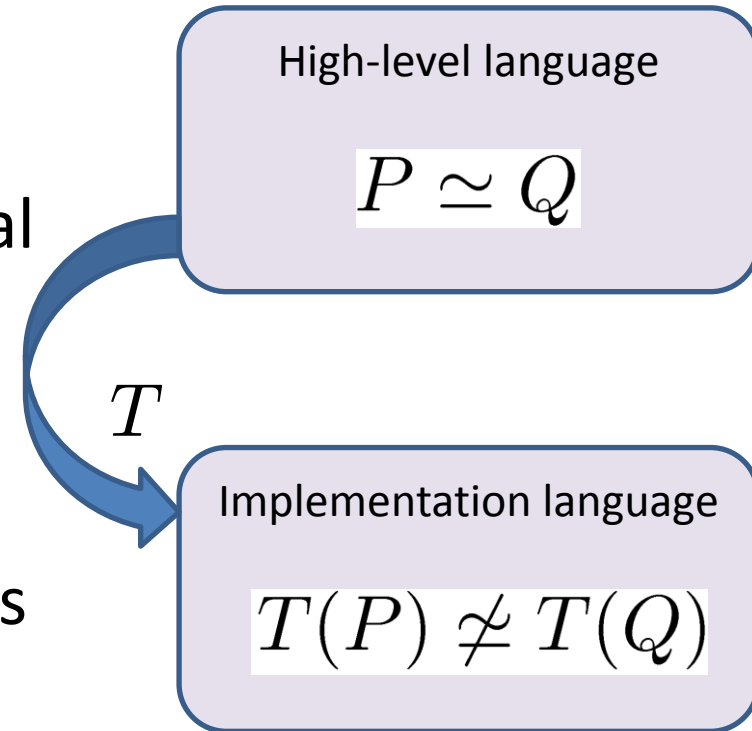 High-level language
P ≃ Q
al
T
Implementation language
s
T(P) ≄ T(Q)